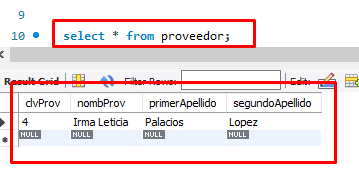 9
10 select * from proveedor;
Result Grid Filter Rows: Edit:
clvProv nombProv primerApellido segundoApellido
4 Irma Leticia Palacios Lopez
NULL NULL NULL NULL